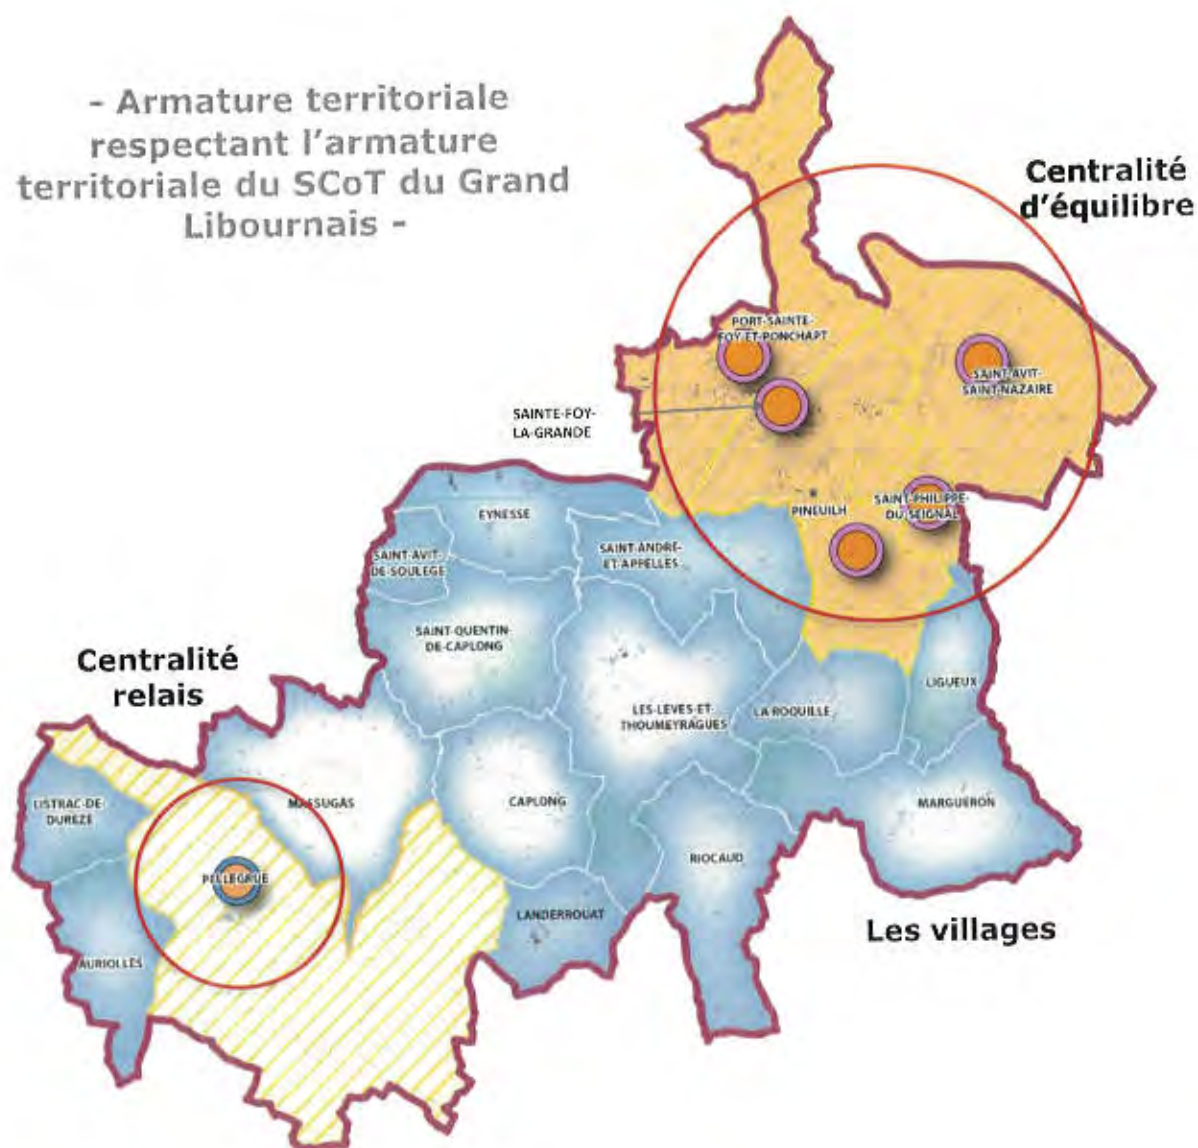 - Armature territoriale
respectant l'armature
territoriale du SCoT du Grand
Libournais -
Centralité
d'équilibre
PORT-SAINTE-
FOY-ET-PONCHAPT
SAINT-AVIT-
SAINT-NAZAIRE
SAINTE-FOY-
LA-GRANDE
PINEUILH
SAINT-PHILIPPE-
DU-SEIGNAL
EYNESSE
SAINT-AVIT-
DE-SOULEGE
SAINT-ANDRE-
ET-APPELLES
SAINT-QUENTIN-
DE-CAPLONG
Centralité
relais
LES-LEVES-ET-
THOUMEYRAGUES
LA ROQUILLE
LIGUEUX
LISTRAC-DE-
DUREZE
MASSUGAS
CAPLONG
MARGUERON
RIOCAUD
PELLEGRUE
LANDERROUAT
Les villages
AURIOLLES